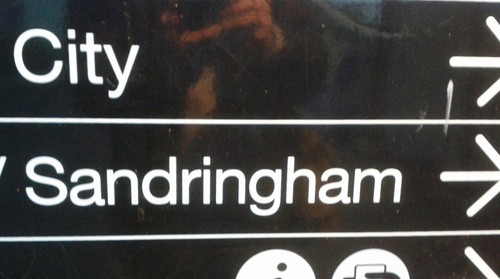 City
/ Sandringham
i